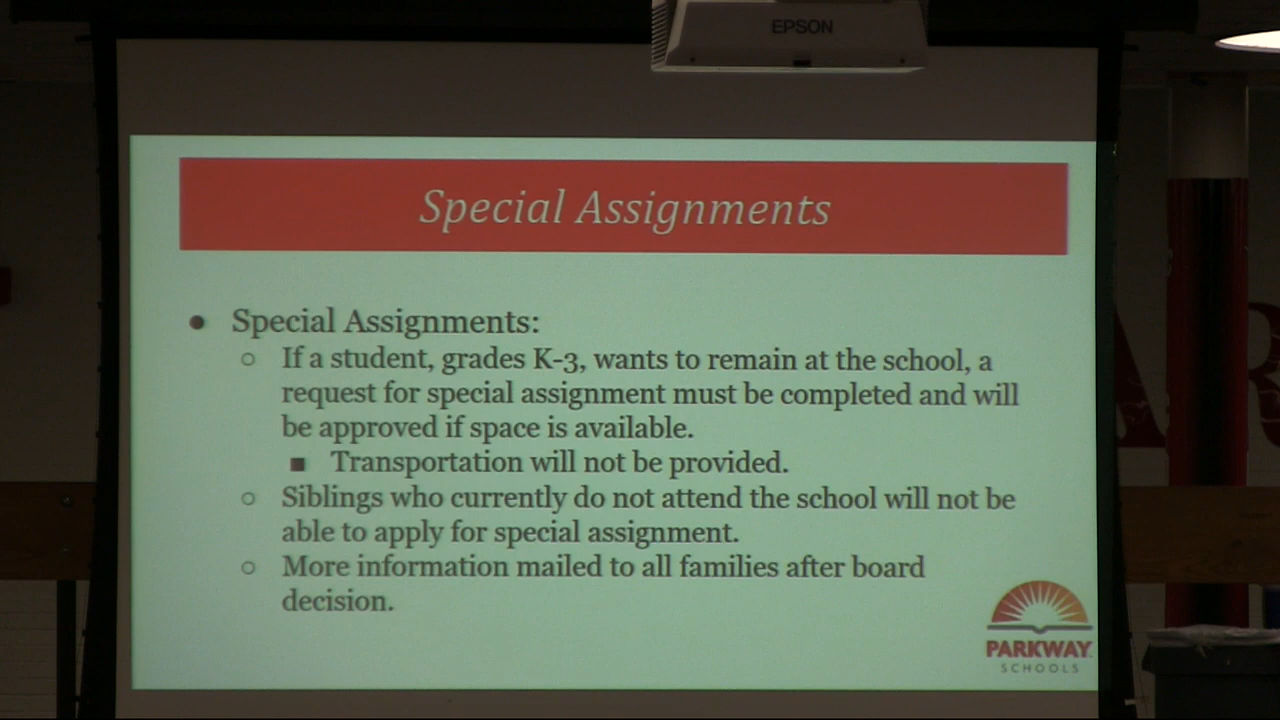 EPSON
Special Assignments
• Special Assignments:
○ If a student, grades K-3, wants to remain at the school, a
request for special assignment must be completed and will
be approved if space is available.
■ Transportation will not be provided.
○ Siblings who currently do not attend the school will not be
able to apply for special assignment.
○ More information mailed to all families after board
decision.
PARKWAY
SCHOOLS